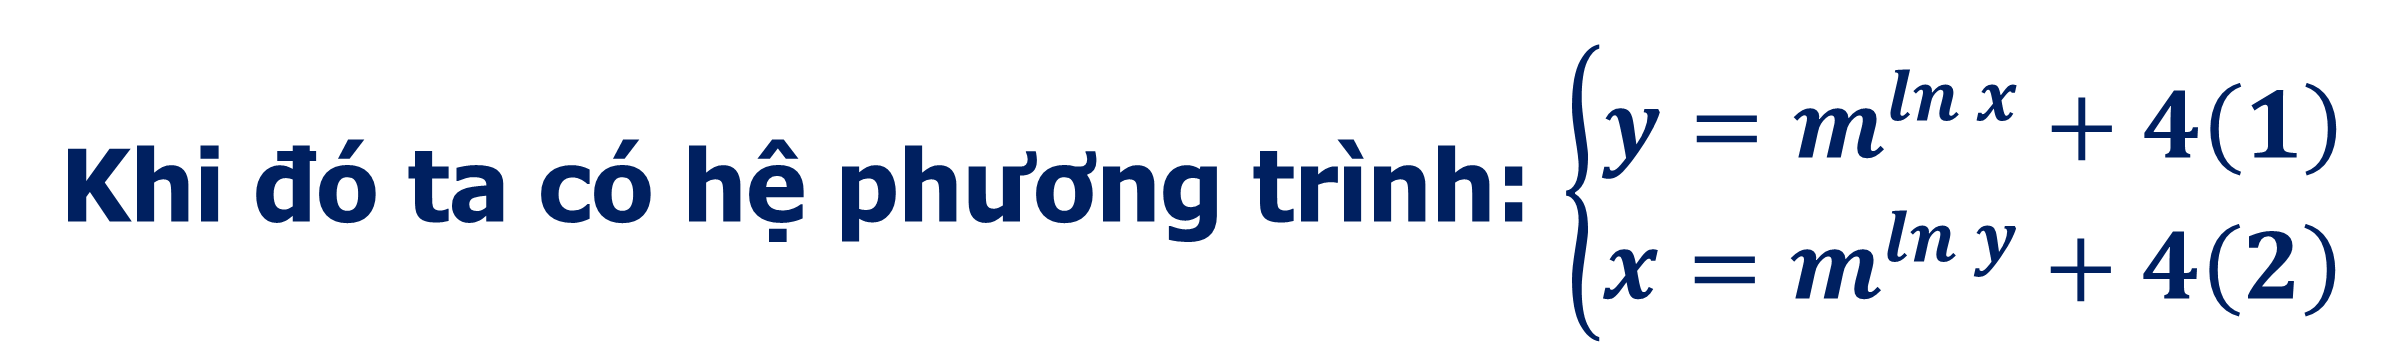 Khi đó ta có hệ phương trình: { y = m^{ln x} + 4(1)
x = m^{ln y} + 4(2)